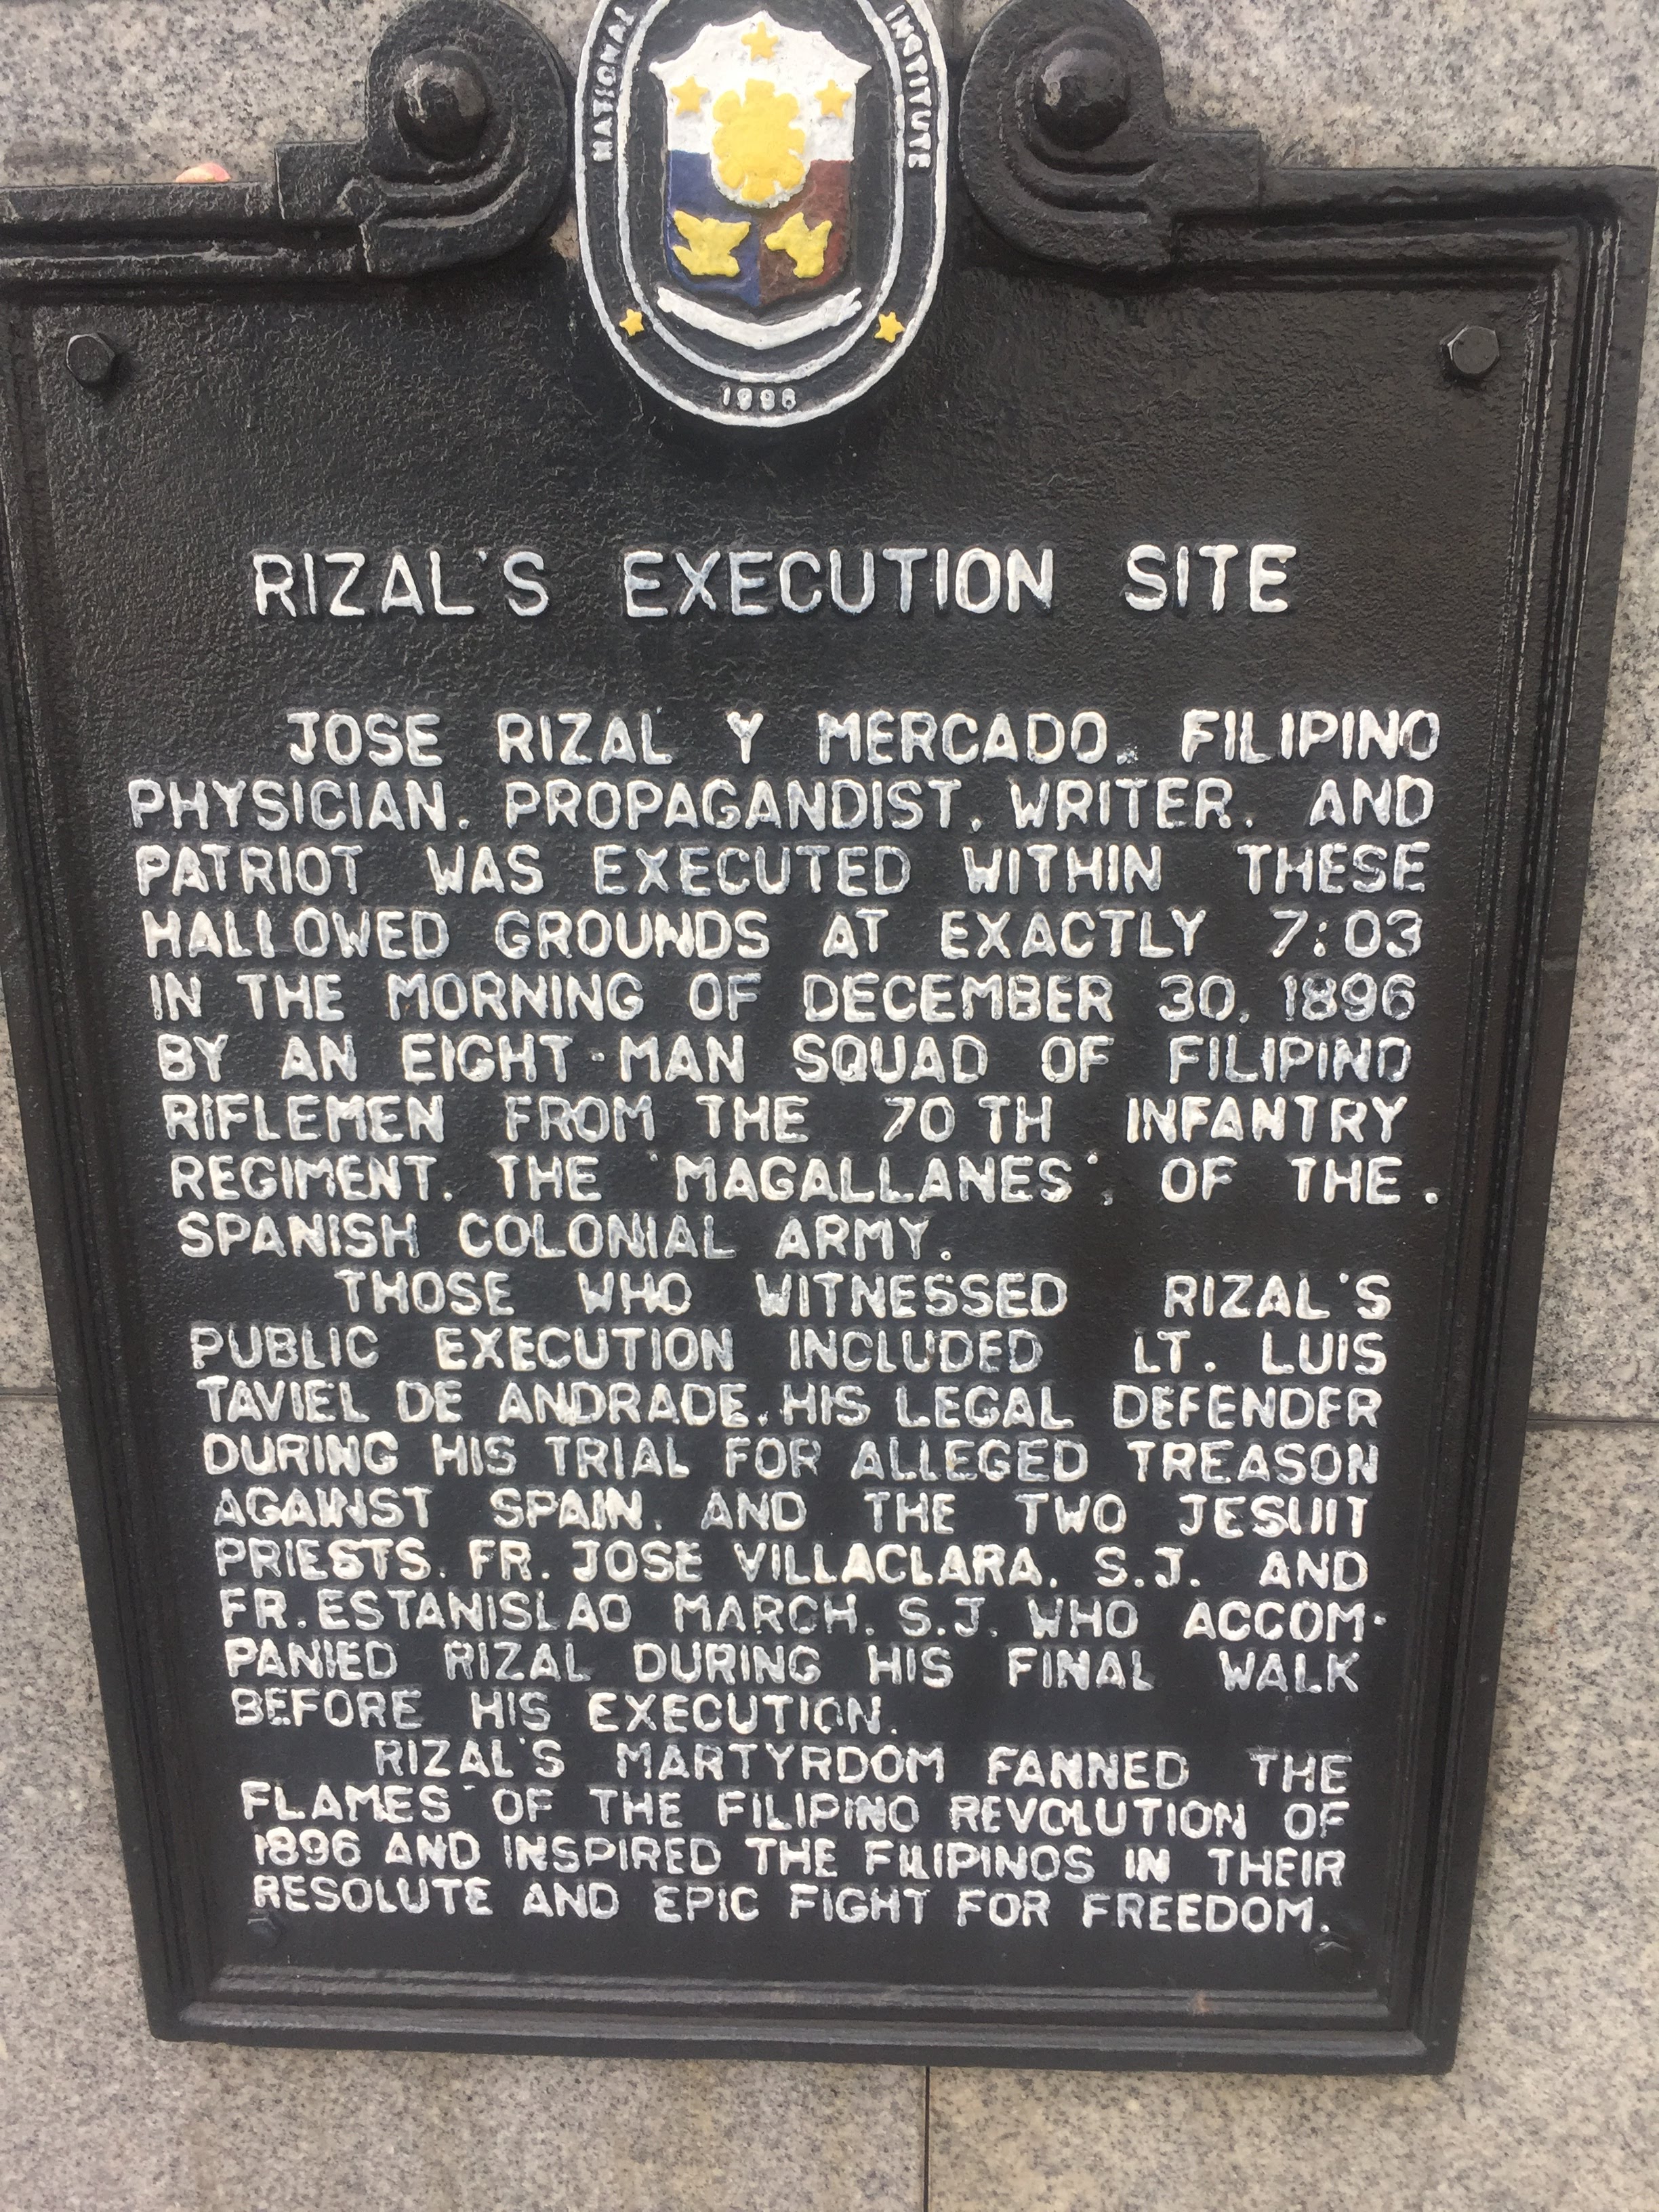 NATIONAL INSTITUTE
1996
RIZAL'S EXECUTION SITE
JOSE RIZAL Y MERCADO, FILIPINO
PHYSICIAN, PROPAGANDIST, WRITER, AND
PATRIOT WAS EXECUTED WITHIN THESE
HALLOWED GROUNDS AT EXACTLY 7:03
IN THE MORNING OF DECEMBER 30, 1896
BY AN EIGHT-MAN SQUAD OF FILIPINO
RIFLEMEN FROM THE 70TH INFANTRY
REGIMENT, THE "MAGALLANES", OF THE
SPANISH COLONIAL ARMY.
THOSE WHO WITNESSED RIZAL'S
PUBLIC EXECUTION INCLUDED LT. LUIS
TAVIEL DE ANDRADE, HIS LEGAL DEFENDER
DURING HIS TRIAL FOR ALLEGED TREASON
AGAINST SPAIN, AND THE TWO JESUIT
PRIESTS, FR. JOSE VILLACLARA, S.J. AND
FR. ESTANISLAO MARCH, S.J. WHO ACCOM-
PANIED RIZAL DURING HIS FINAL WALK
BEFORE HIS EXECUTION.
RIZAL'S MARTYRDOM FANNED THE
FLAMES OF THE FILIPINO REVOLUTION OF
1896 AND INSPIRED THE FILIPINOS IN THEIR
RESOLUTE AND EPIC FIGHT FOR FREEDOM.